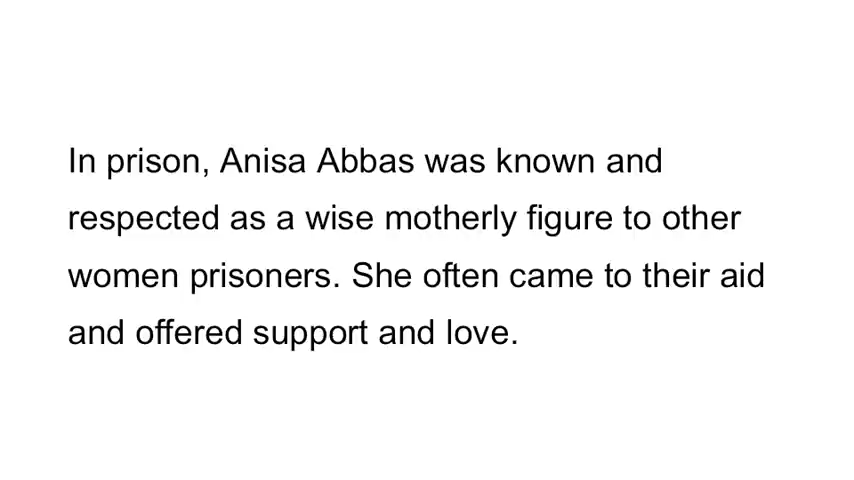 In prison, Anisa Abbas was known and
respected as a wise motherly figure to other
women prisoners. She often came to their aid
and offered support and love.